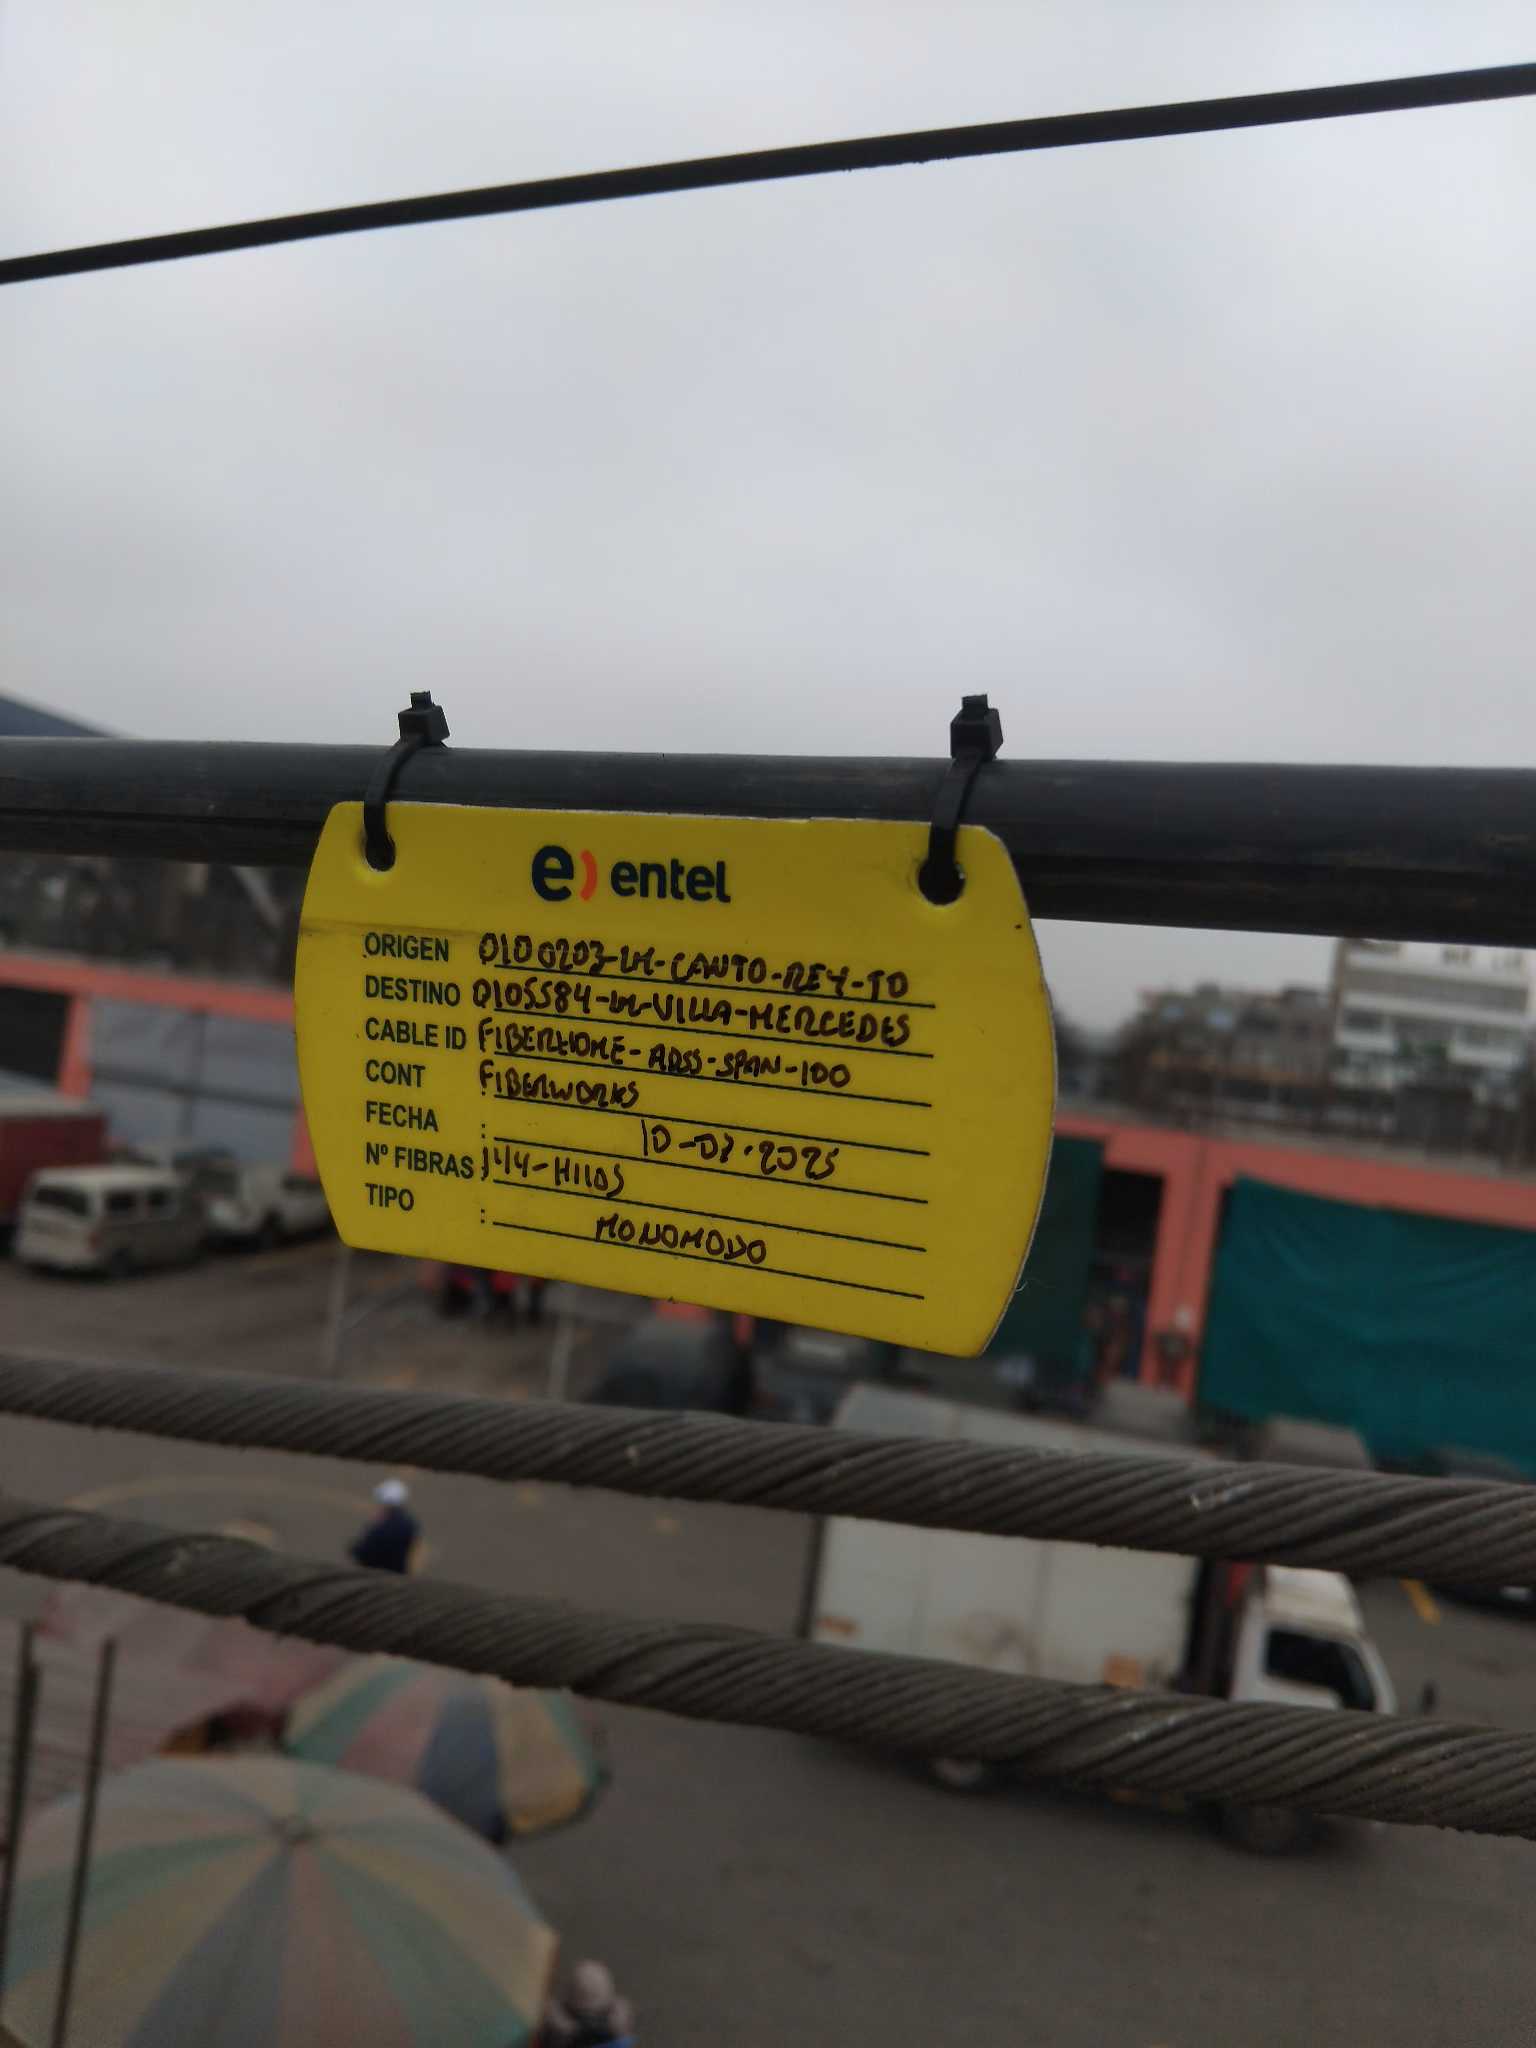 e) entel
ORIGEN 0100203-LM-CANTO-REY-TD
DESTINO 0105584-LM-VILLA-MERCEDES
CABLE ID FIBERHOME-ADSS-SPAN-100
CONT FIBERWORKS
FECHA : 10-07-2025
Nº FIBRAS 144-HILOS
TIPO : MONOMODO